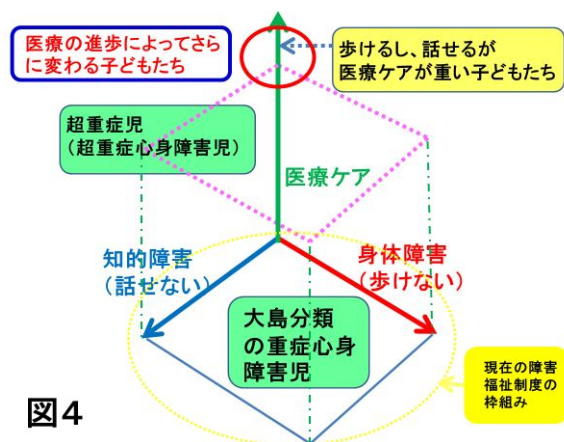 医療の進歩によってさら
に変わる子どもたち
歩けるし、話せるが
医療ケアが重い子どもたち
超重症児
（超重症心身障害児）
医療ケア
知的障害
（話せない）
身体障害
（歩けない）
大島分類
の重症心身
障害児
現在の障害
福祉制度の
枠組み
図４